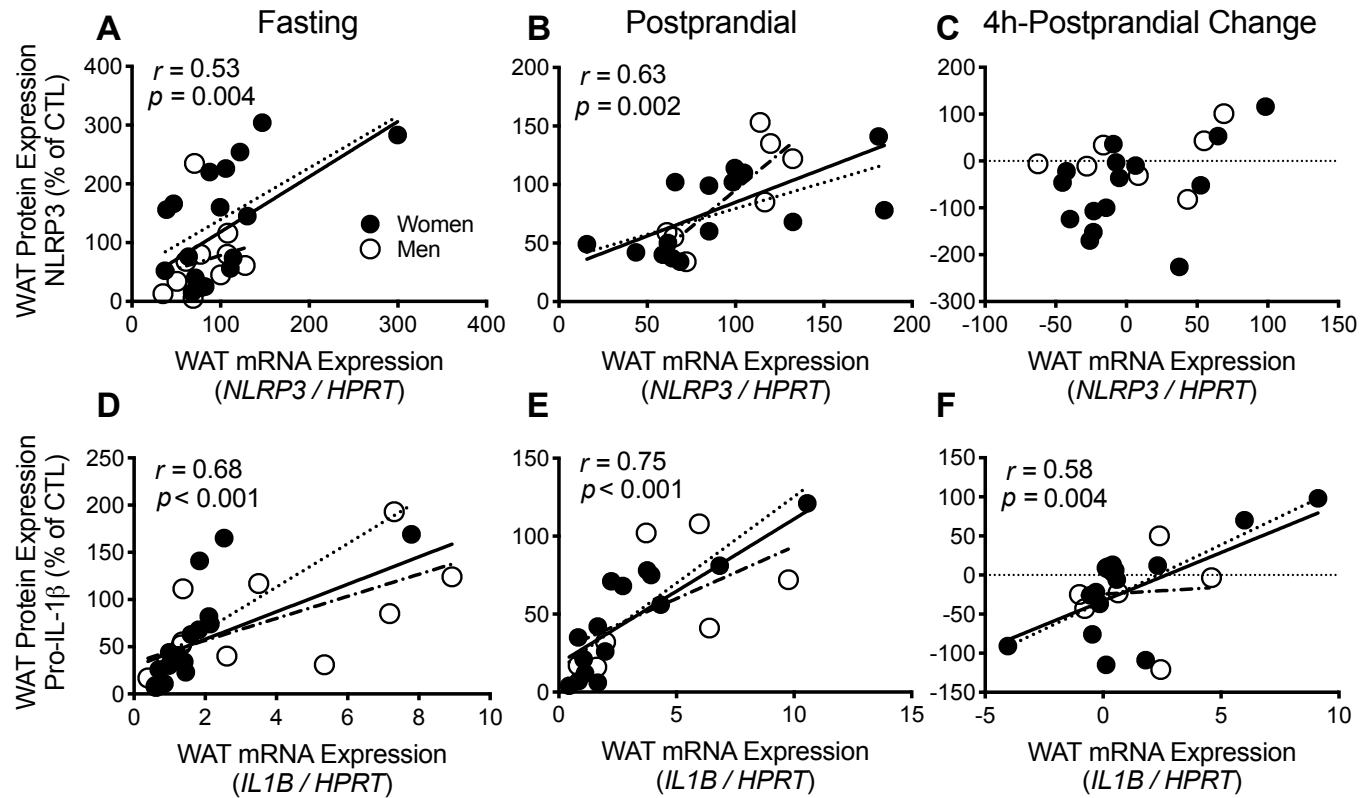 A
Fasting
B
Postprandial
C
4h-Postprandial Change
WAT Protein Expression
NLRP3 (% of CTL)
400
300
200
100
0
r = 0.53
p = 0.004
Women
Men
0
100
200
300
400
WAT mRNA Expression
(NLRP3 / HPRT)
200
150
100
50
0
r = 0.63
p = 0.002
0
50
100
150
200
WAT mRNA Expression
(NLRP3 / HPRT)
200
100
0
-100
-200
-300
-100
-50
0
50
100
150
WAT mRNA Expression
(NLRP3 / HPRT)
D
E
F
WAT Protein Expression
Pro-IL-1β (% of CTL)
250
200
150
100
50
0
r = 0.68
p < 0.001
0
2
4
6
8
10
WAT mRNA Expression
(IL1B / HPRT)
150
100
50
0
r = 0.75
p < 0.001
0
5
10
15
WAT mRNA Expression
(IL1B / HPRT)
150
100
50
0
-50
-100
-150
r = 0.58
p = 0.004
-5
0
5
10
WAT mRNA Expression
(IL1B / HPRT)